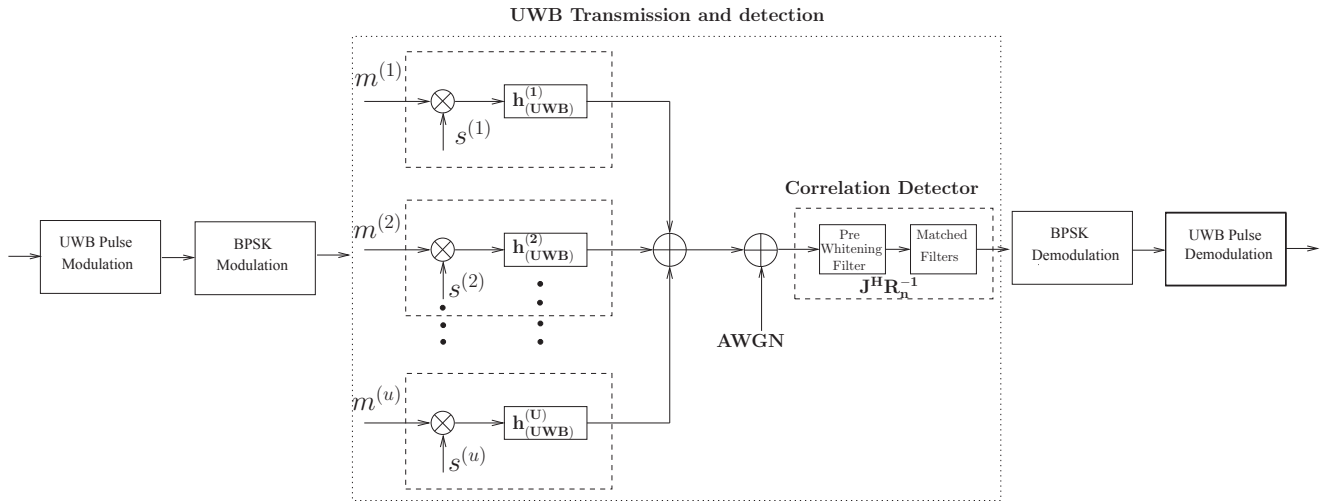 UWB Transmission and detection
m^{(1)}
s^{(1)}
h^{(1)}_{(UWB)}
m^{(2)}
s^{(2)}
h^{(2)}_{(UWB)}
m^{(u)}
s^{(u)}
h^{(U)}_{(UWB)}
UWB Pulse
Modulation
BPSK
Modulation
AWGN
Correlation Detector
Pre
Whitening
Filter
Matched
Filters
J^{H}R_{n}^{-1}
BPSK
Demodulation
UWB Pulse
Demodulation